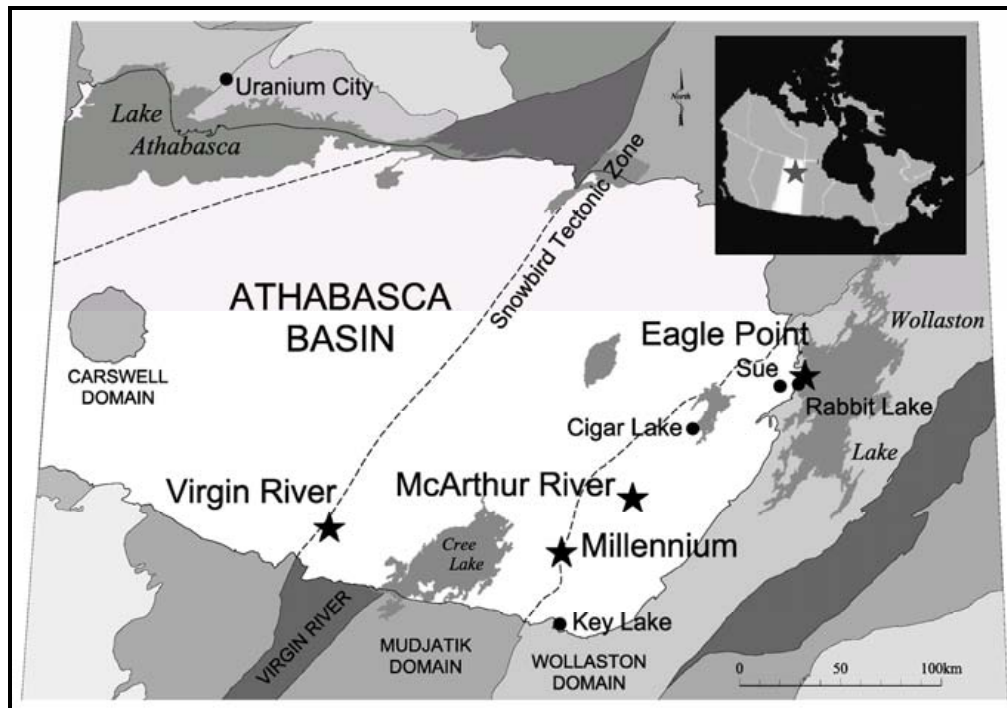 Uranium City
Lake
Athabasca
North
Snowbird Tectonic Zone
ATHABASCA
BASIN
CARSWELL
DOMAIN
Eagle Point
Wollaston
Sue
Rabbit Lake
Cigar Lake
Lake
Virgin River
McArthur River
Cree
Lake
Millennium
Key Lake
VIRGIN RIVER
MUDJATIK
DOMAIN
WOLLASTON
DOMAIN
0 50 100km